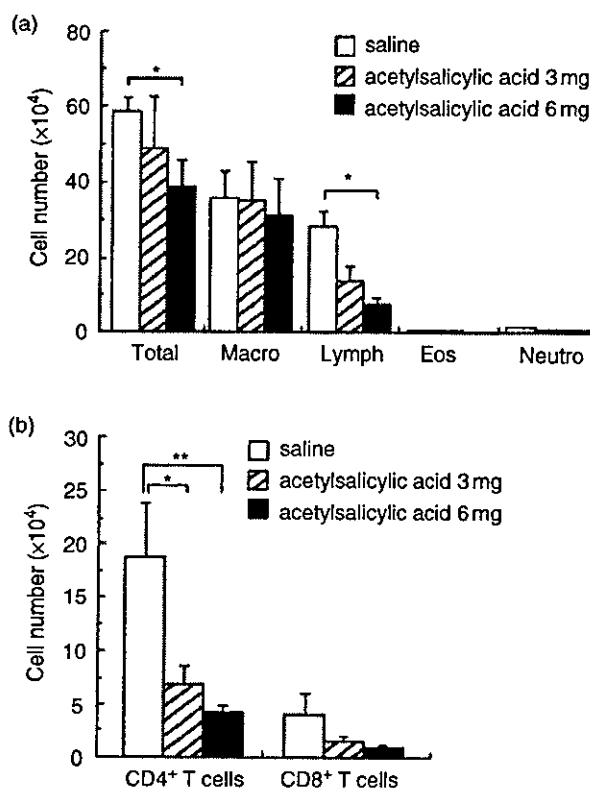 (a)
saline
acetylsalicylic acid 3 mg
acetylsalicylic acid 6 mg
Cell number (×10⁴)
80
60
40
20
0
*
*
Total Macro Lymph Eos Neutro
(b)
saline
acetylsalicylic acid 3 mg
acetylsalicylic acid 6 mg
Cell number (×10⁴)
30
25
20
15
10
5
0
**
*
CD4⁺ T cells CD8⁺ T cells